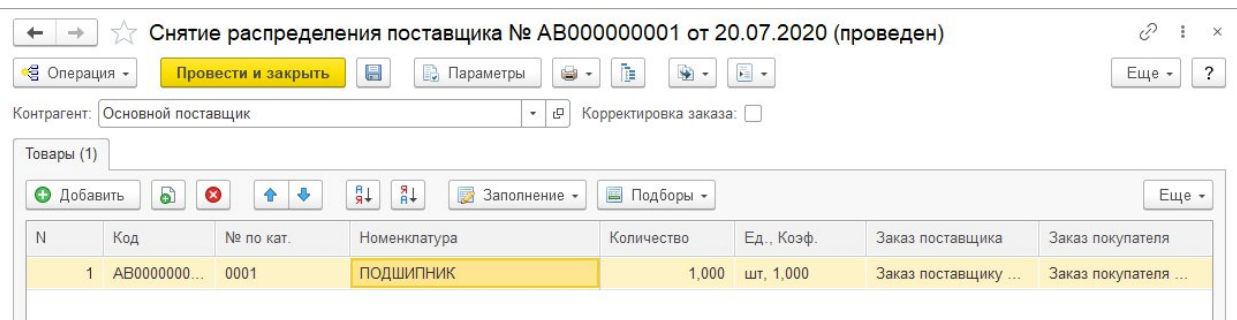 Снятие распределения поставщика № АВ000000001 от 20.07.2020 (проведен)
Операция Провести и закрыть Параметры Еще ?
Контрагент: Основной поставщик Корректировка заказа:
Товары (1)
Добавить Заполнение Подборы Еще
N Код № по кат. Номенклатура Количество Ед., Коэф. Заказ поставщика Заказ покупателя
1 АВ0000000... 0001 ПОДШИПНИК 1,000 шт, 1,000 Заказ поставщику ... Заказ покупателя ...